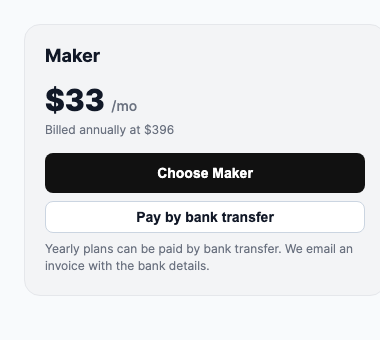 Maker
$33 /mo
Billed annually at $396
Choose Maker
Pay by bank transfer
Yearly plans can be paid by bank transfer. We email an
invoice with the bank details.